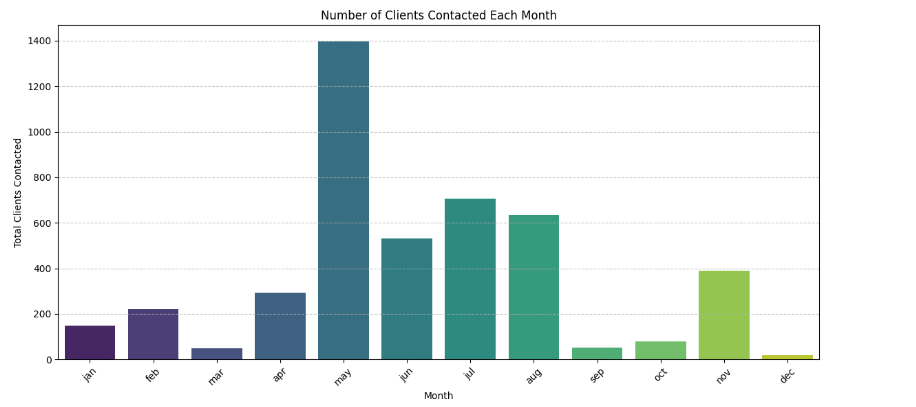 Number of Clients Contacted Each Month
Total Clients Contacted
1400
1200
1000
800
600
400
200
0
jan feb mar apr may jun jul aug sep oct nov dec
Month